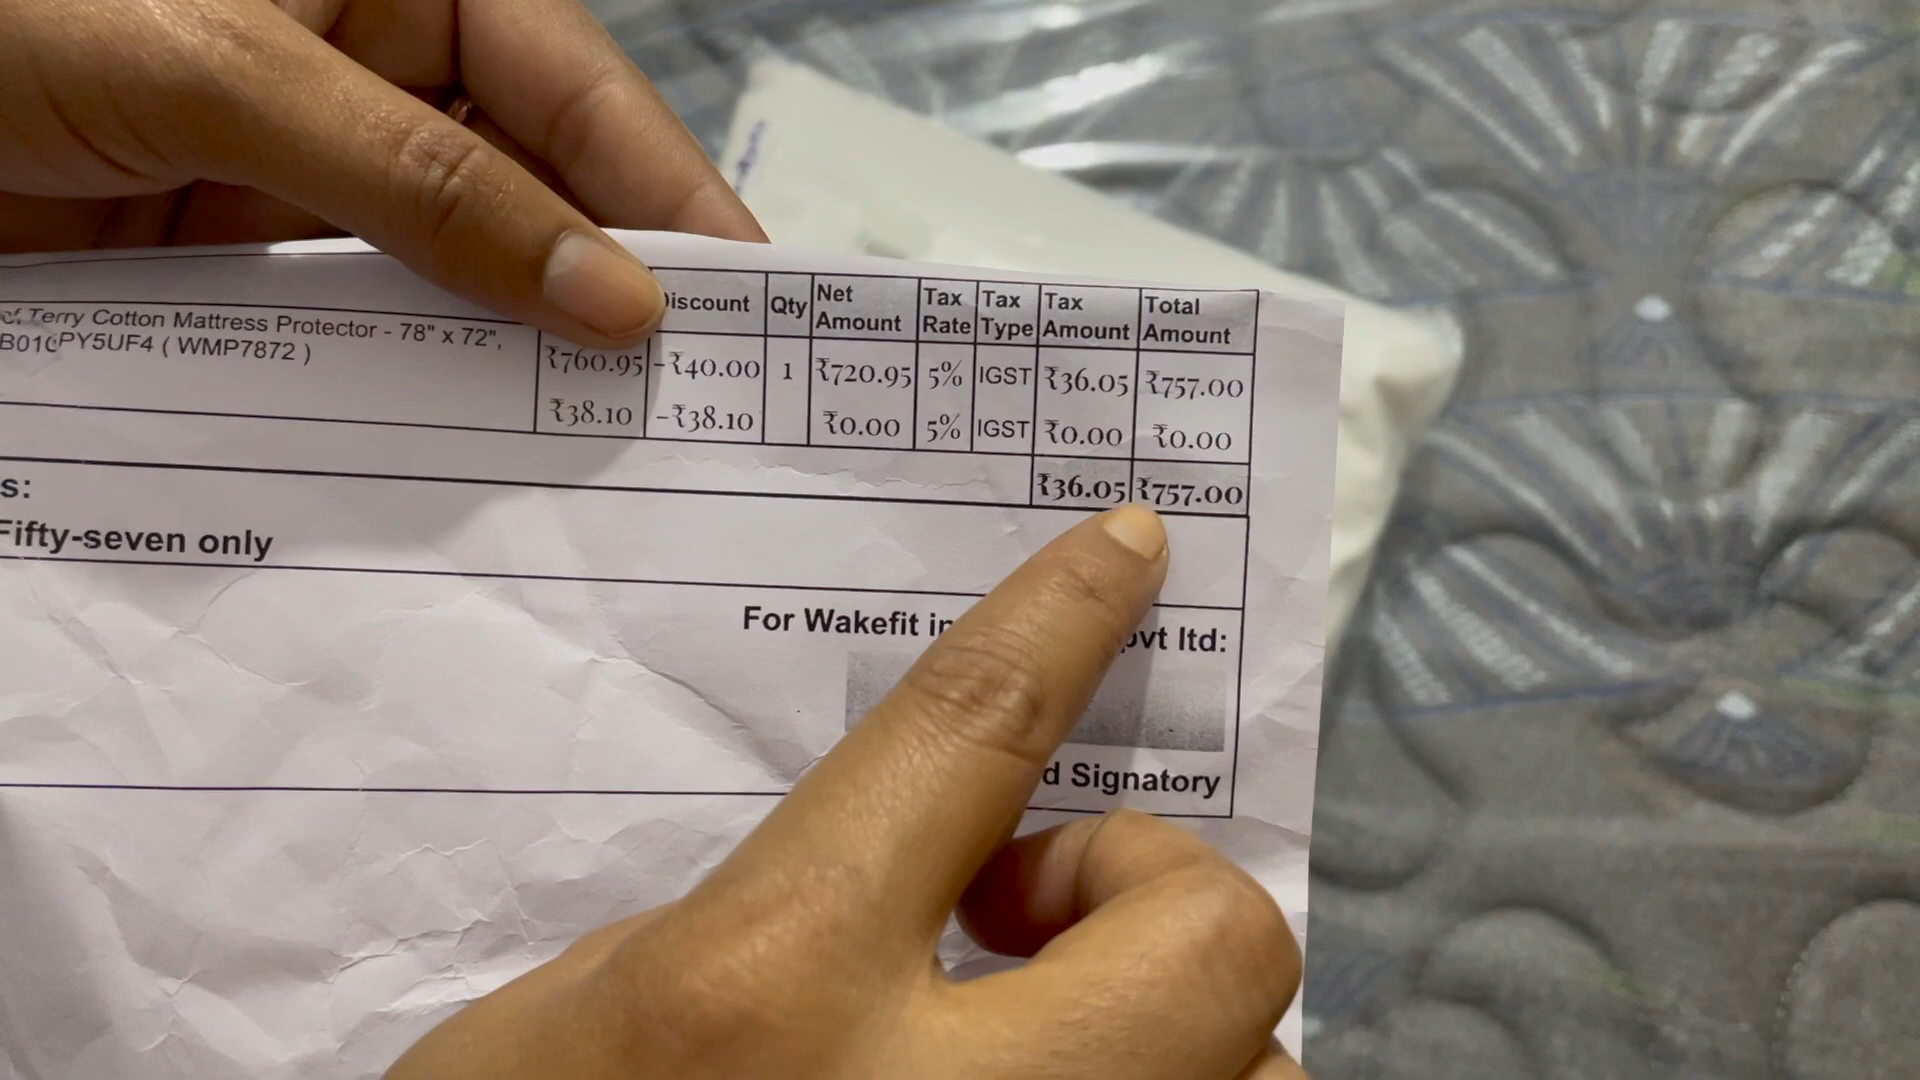 Discount Qty Net Amount Tax Rate Tax Type Tax Amount Total Amount
Terry Cotton Mattress Protector - 78" x 72",
( WMP7872 )
₹760.95 -₹40.00 1 ₹720.95 5% IGST ₹36.05 ₹757.00
₹38.10 -₹38.10 ₹0.00 5% IGST ₹0.00 ₹0.00
₹36.05 ₹757.00
s:
Fifty-seven only
For Wakefit pvt ltd:
d Signatory